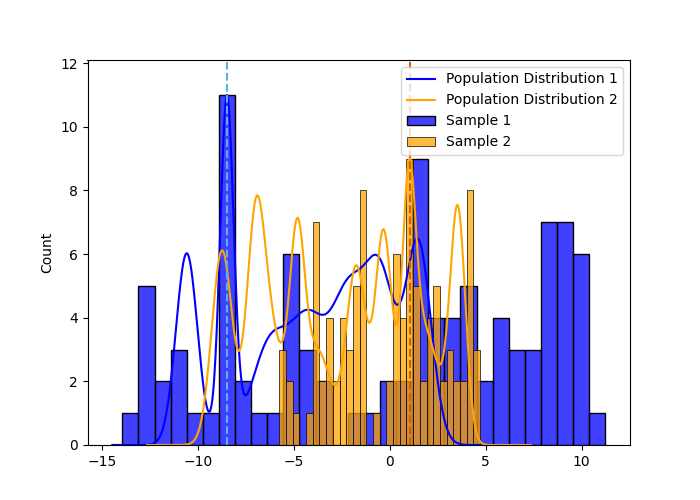 Population Distribution 1
Population Distribution 2
Sample 1
Sample 2
Count
12
10
8
6
4
2
0
−15
−10
−5
0
5
10